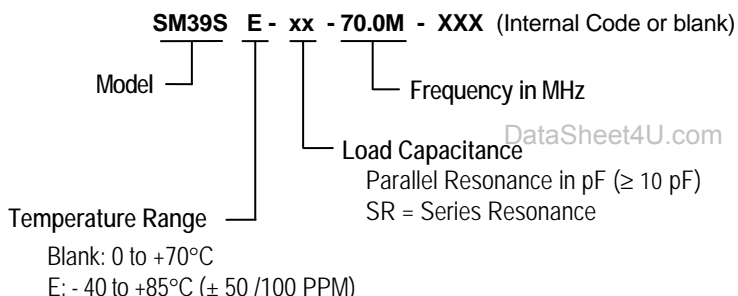 SM39S E - xx - 70.0M - XXX (Internal Code or blank)
Model
Frequency in MHz
DataSheet4U.com
Load Capacitance
Parallel Resonance in pF (≥ 10 pF)
SR = Series Resonance
Temperature Range
Blank: 0 to +70°C
E: - 40 to +85°C (± 50 /100 PPM)